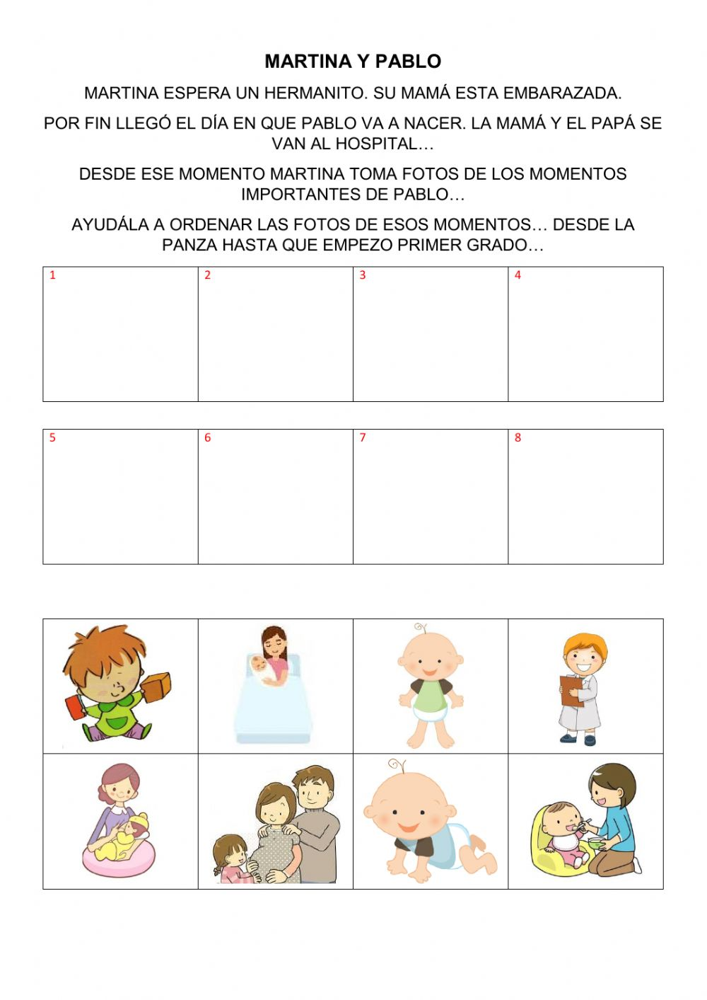 MARTINA Y PABLO
MARTINA ESPERA UN HERMANITO. SU MAMÁ ESTA EMBARAZADA.
POR FIN LLEGÓ EL DÍA EN QUE PABLO VA A NACER. LA MAMÁ Y EL PAPÁ SE
VAN AL HOSPITAL…
DESDE ESE MOMENTO MARTINA TOMA FOTOS DE LOS MOMENTOS
IMPORTANTES DE PABLO…
AYUDÁLA A ORDENAR LAS FOTOS DE ESOS MOMENTOS… DESDE LA
PANZA HASTA QUE EMPEZO PRIMER GRADO…
1 2 3 4
5 6 7 8